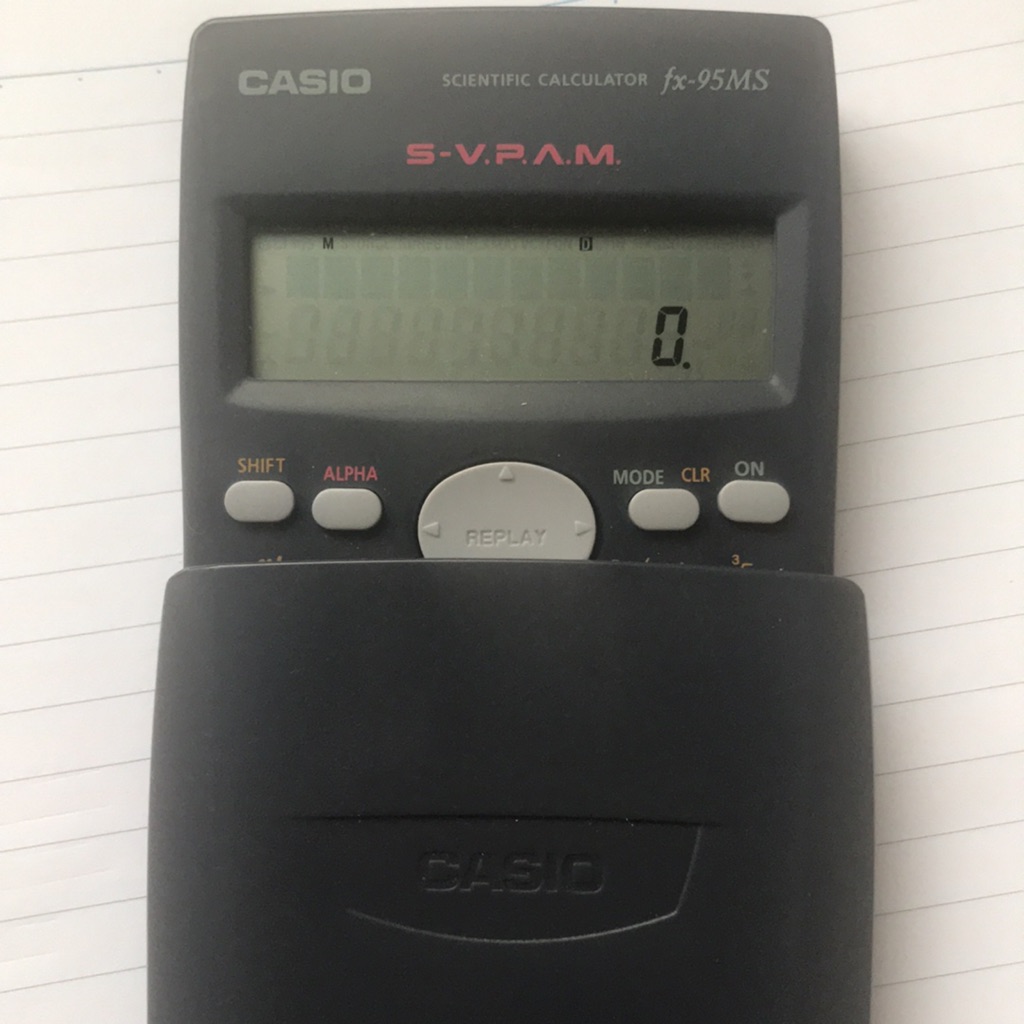 CASIO SCIENTIFIC CALCULATOR fx-95MS
S-V.P.A.M.
M D
0.
SHIFT ALPHA MODE CLR ON
REPLAY
CASIO